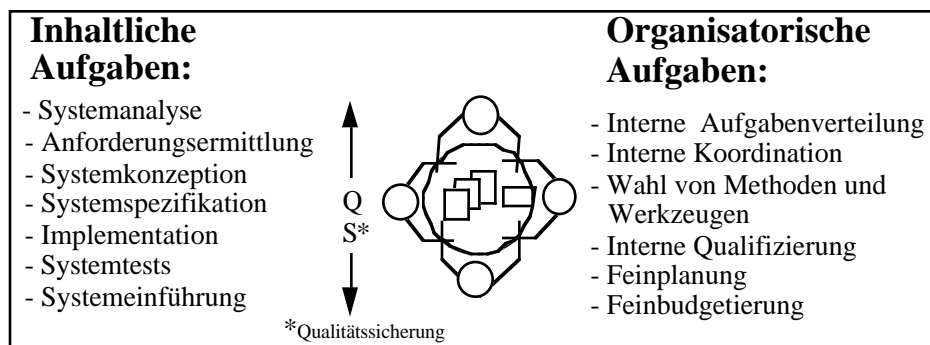 Inhaltliche
Aufgaben:
- Systemanalyse
- Anforderungsermittlung
- Systemkonzeption
- Systemspezifikation
- Implementation
- Systemtests
- Systemeinführung
Q
S*
*Qualitätssicherung
Organisatorische
Aufgaben:
- Interne Aufgabenverteilung
- Interne Koordination
- Wahl von Methoden und
Werkzeugen
- Interne Qualifizierung
- Feinplanung
- Feinbudgetierung